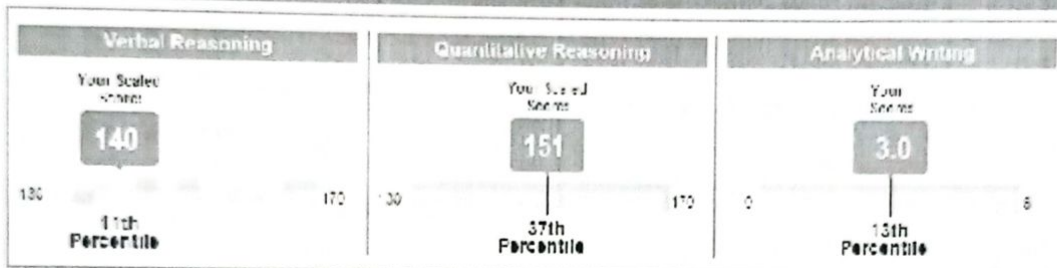 Verbal Reasoning
Your Scaled
Score:
140
130
170
11th
Percentile
Quantitative Reasoning
Your Scaled
Score:
151
130
170
37th
Percentile
Analytical Writing
Your
Score:
3.0
0
6
13th
Percentile